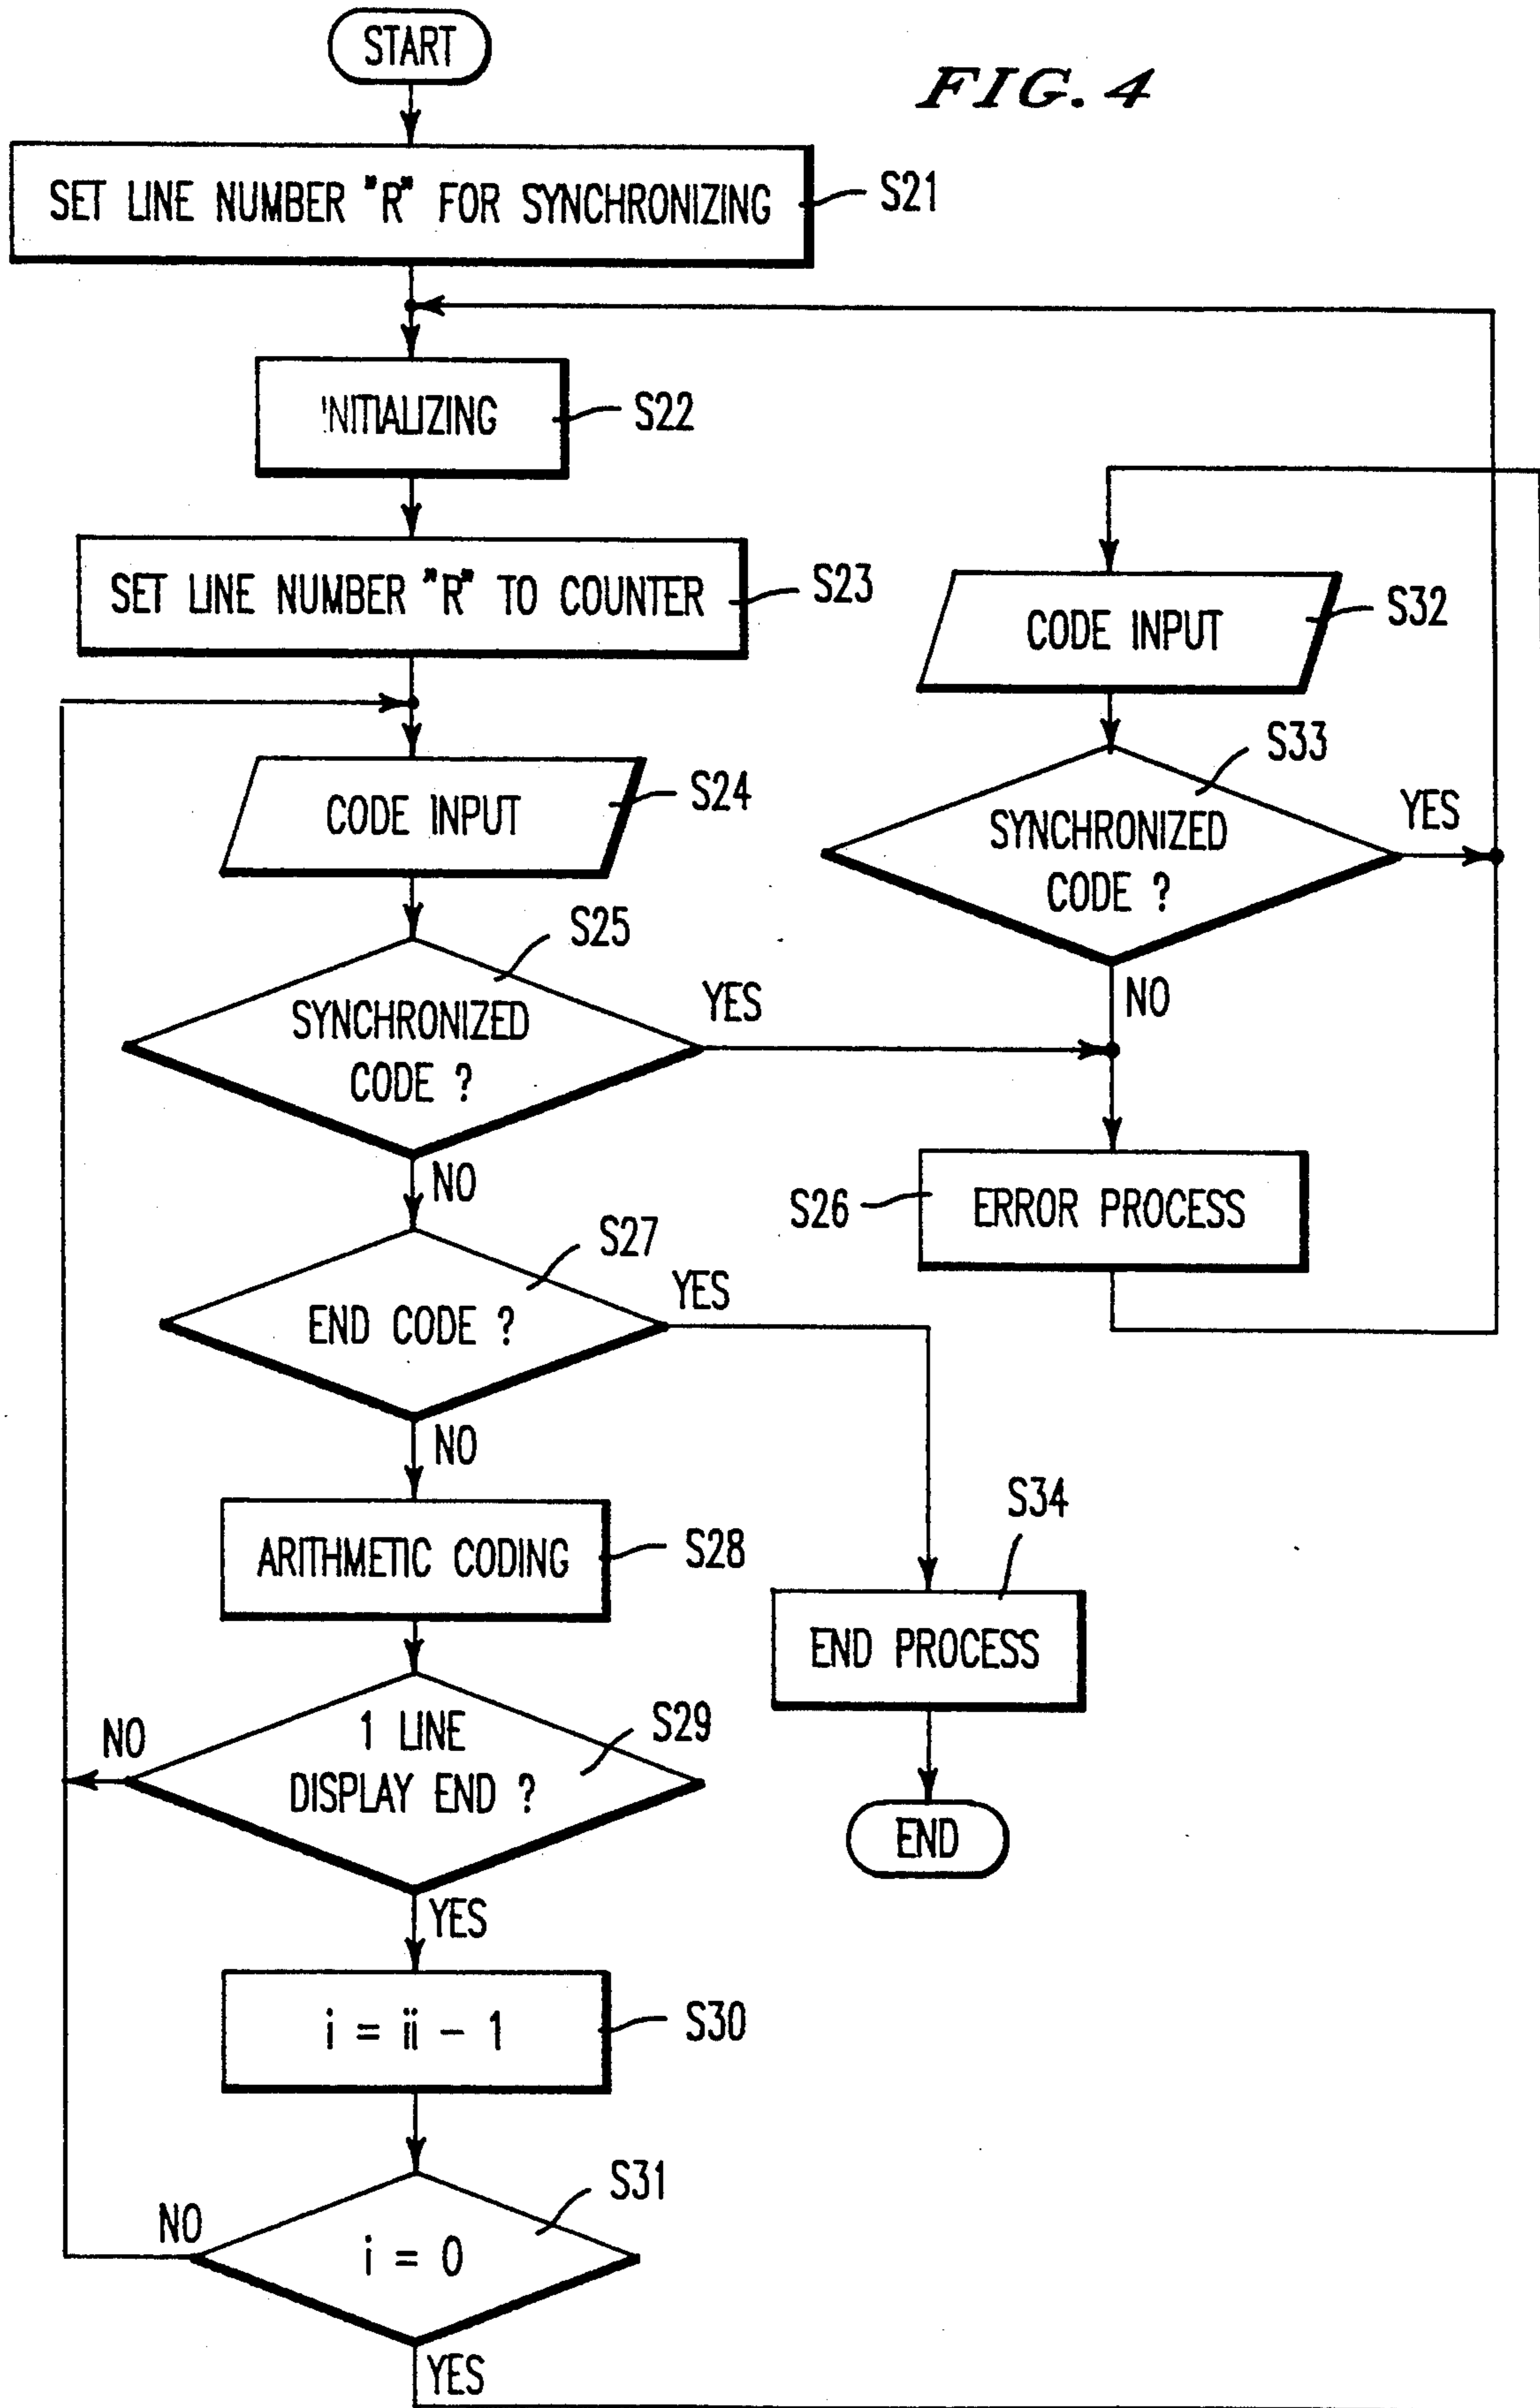 START
FIG. 4
SET LINE NUMBER "R" FOR SYNCHRONIZING
S21
INITIALIZING
S22
SET LINE NUMBER "R" TO COUNTER
S23
CODE INPUT
S32
S33
CODE INPUT
S24
SYNCHRONIZED
CODE ?
YES
NO
S25
SYNCHRONIZED
CODE ?
YES
NO
S26
ERROR PROCESS
S27
END CODE ?
YES
NO
ARITHMETIC CODING
S28
S34
END PROCESS
1 LINE
DISPLAY END ?
S29
NO
YES
END
i = ii - 1
S30
S31
i = 0
NO
YES